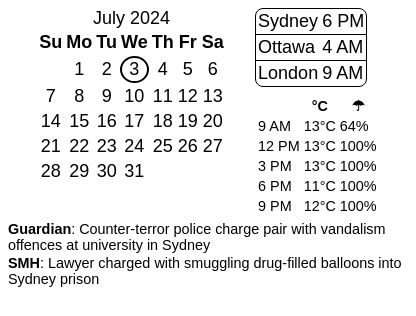 July 2024
Su Mo Tu We Th Fr Sa
1 2 3 4 5 6
7 8 9 10 11 12 13
14 15 16 17 18 19 20
21 22 23 24 25 26 27
28 29 30 31
Sydney 6 PM
Ottawa 4 AM
London 9 AM
°C ☂
9 AM 13°C 64%
12 PM 13°C 100%
3 PM 13°C 100%
6 PM 11°C 100%
9 PM 12°C 100%
Guardian: Counter-terror police charge pair with vandalism
offences at university in Sydney
SMH: Lawyer charged with smuggling drug-filled balloons into
Sydney prison